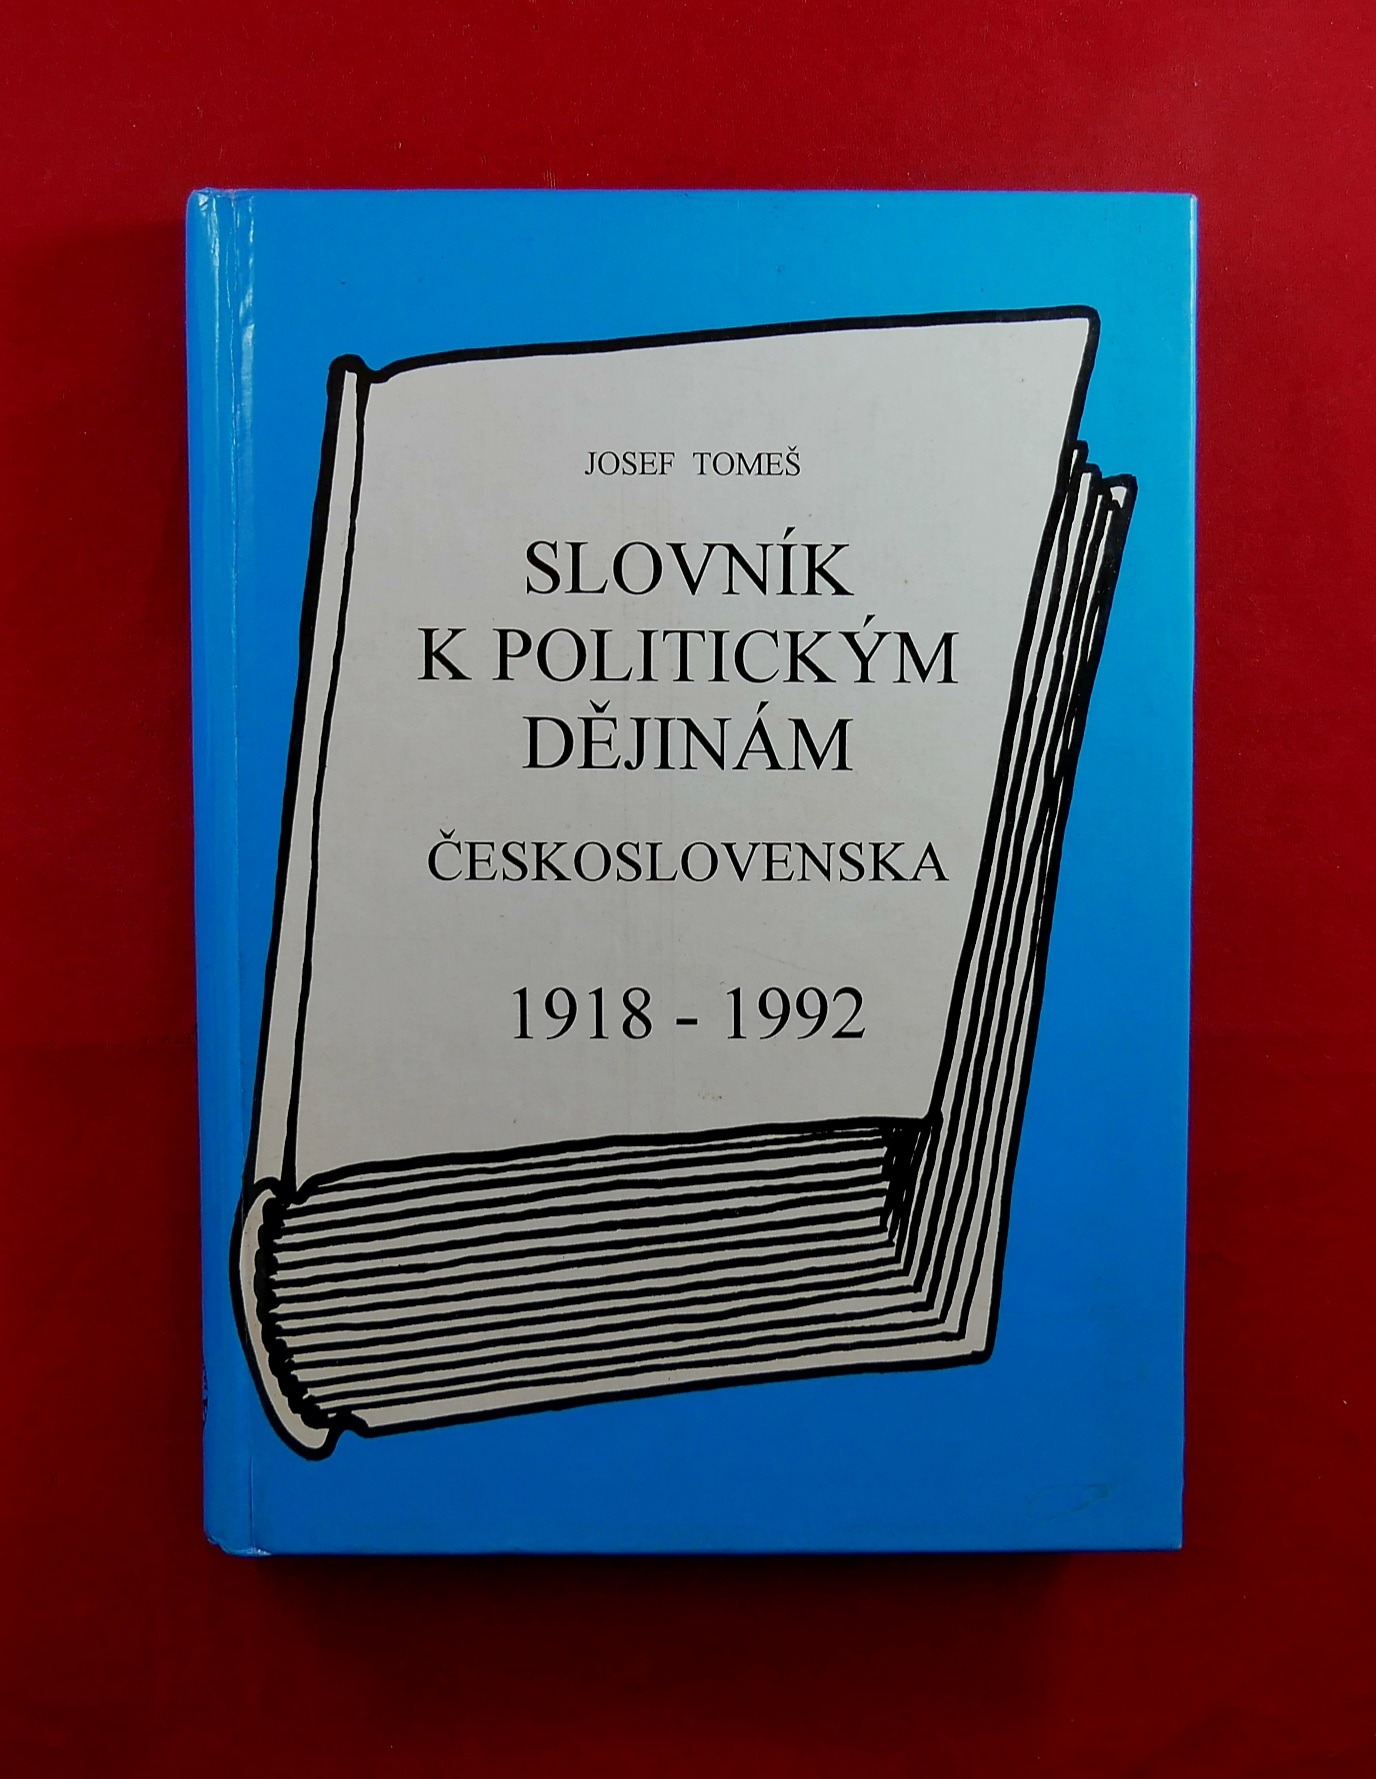 JOSEF TOMEŠ
SLOVNÍK
K POLITICKÝM
DĚJINÁM
ČESKOSLOVENSKA
1918 - 1992